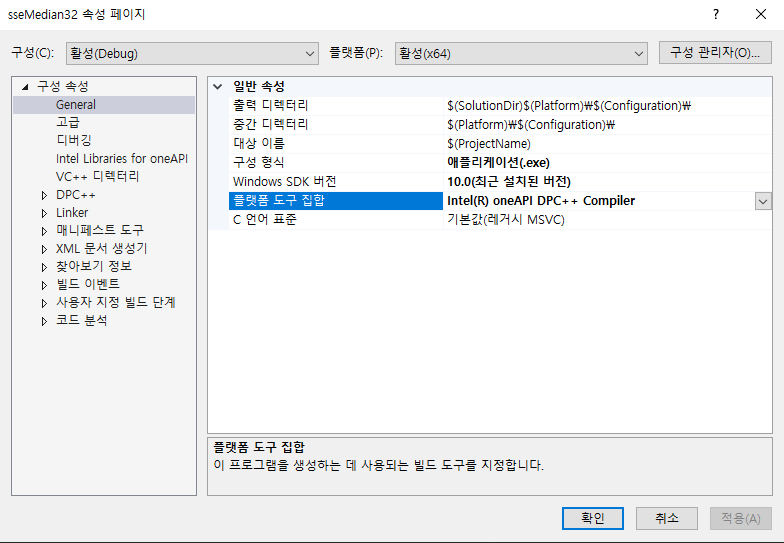 sseMedian32 속성 페이지
?
구성(C): 활성(Debug) 플랫폼(P): 활성(x64) 구성 관리자(O)...
구성 속성
General
고급
디버깅
Intel Libraries for oneAPI
VC++ 디렉터리
DPC++
Linker
매니페스트 도구
XML 문서 생성기
찾아보기 정보
빌드 이벤트
사용자 지정 빌드 단계
코드 분석
일반 속성
출력 디렉터리 $(SolutionDir)$(Platform)₩$(Configuration)₩
중간 디렉터리 $(Platform)₩$(Configuration)₩
대상 이름 $(ProjectName)
구성 형식 애플리케이션(.exe)
Windows SDK 버전 10.0(최근 설치된 버전)
플랫폼 도구 집합 Intel(R) oneAPI DPC++ Compiler
C 언어 표준 기본값(레거시 MSVC)
플랫폼 도구 집합
이 프로그램을 생성하는 데 사용되는 빌드 도구를 지정합니다.
확인 취소 적용(A)